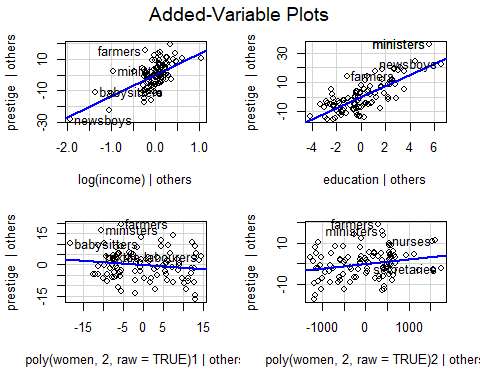 Added-Variable Plots
prestige | others
-30
-10
10
farmers
ministers
babysitters
newsboys
-2.0
-1.0
0.0
1.0
log(income) | others
prestige | others
-10
10
30
ministers
newsboys
farmers
-4
-2
0
2
4
6
education | others
prestige | others
-15
0
5
15
farmers
ministers
babysitters
labourers
-15
-5
0
5
10
15
poly(women, 2, raw = TRUE)1 | others
prestige | others
-10
10
farmers
ministers
nurses
secretaries
-1000
0
1000
poly(women, 2, raw = TRUE)2 | others